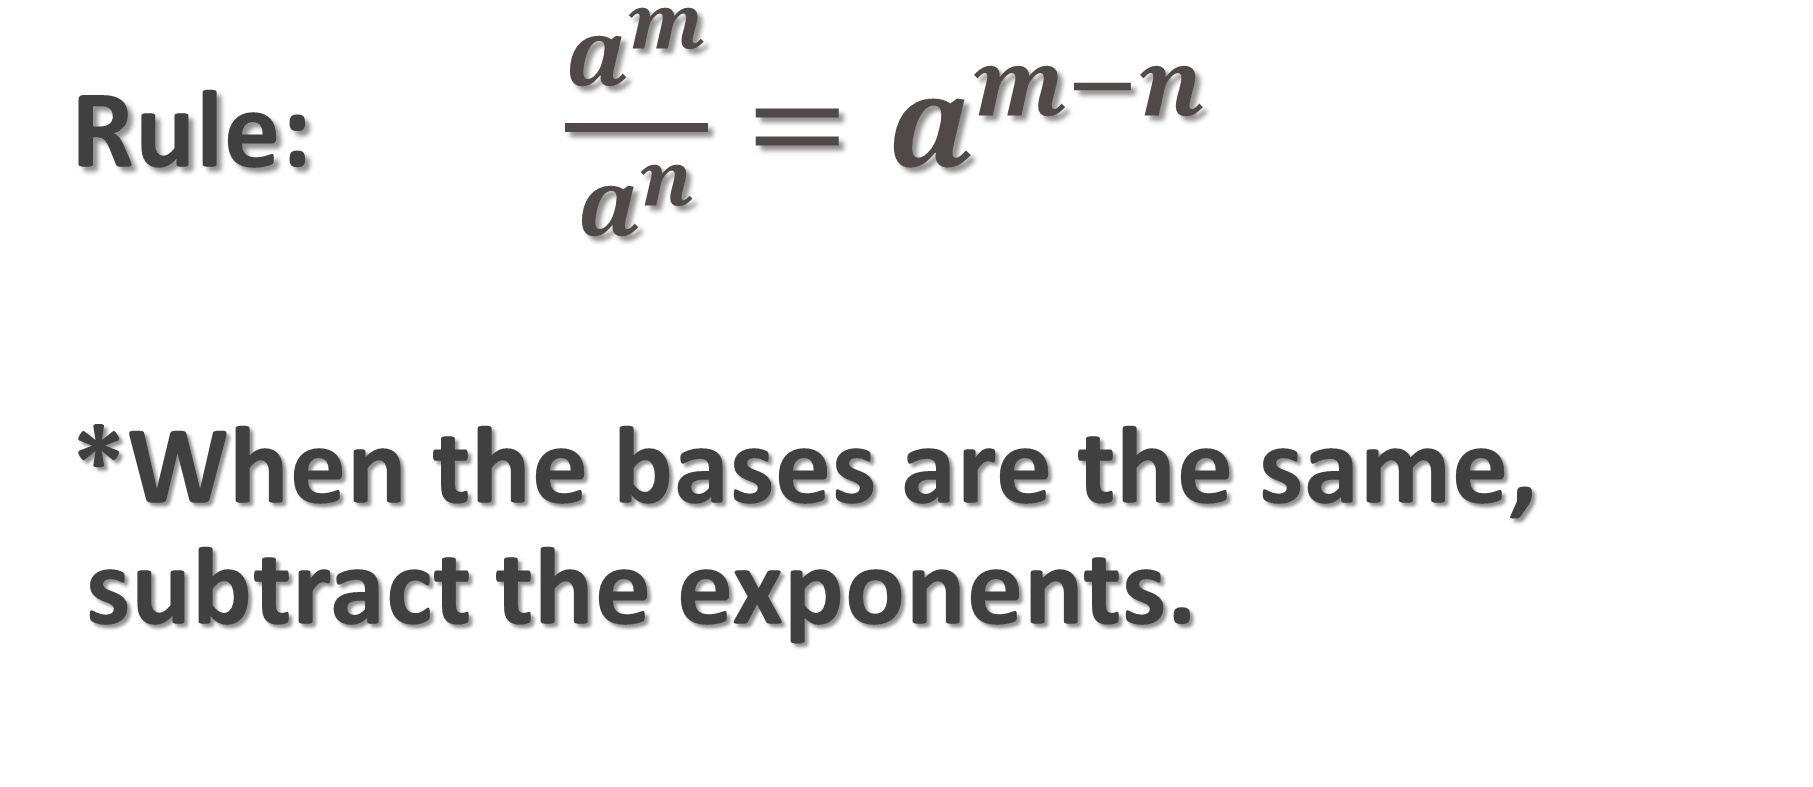 Rule: a^m/a^n = a^{m−n}
*When the bases are the same,
subtract the exponents.